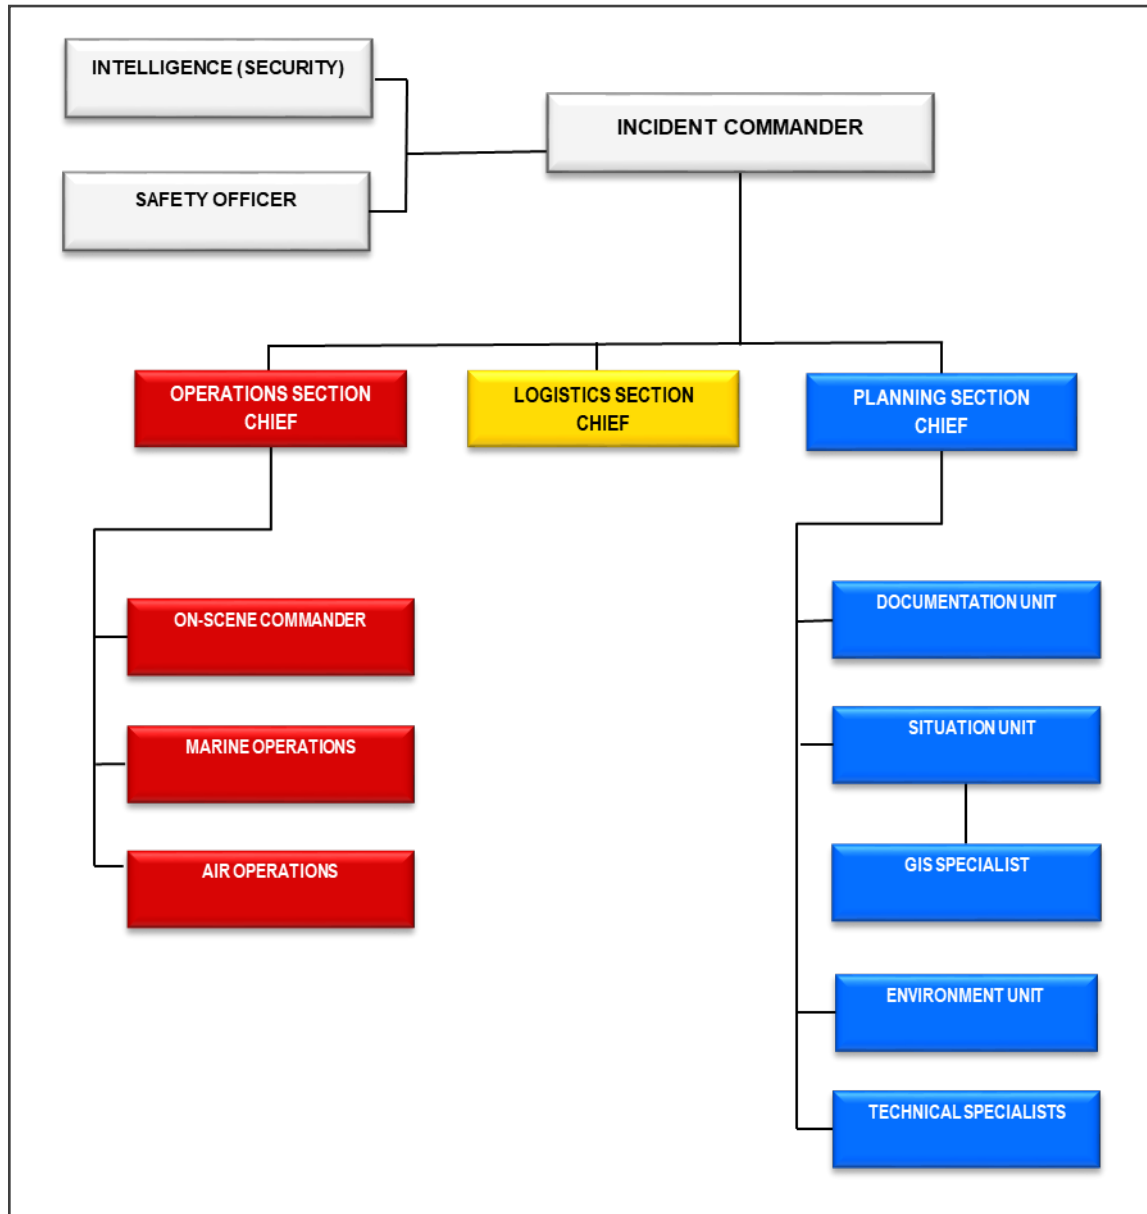 INTELLIGENCE (SECURITY)
INCIDENT COMMANDER
SAFETY OFFICER
OPERATIONS SECTION
CHIEF
LOGISTICS SECTION
CHIEF
PLANNING SECTION
CHIEF
ON-SCENE COMMANDER
MARINE OPERATIONS
AIR OPERATIONS
DOCUMENTATION UNIT
SITUATION UNIT
GIS SPECIALIST
ENVIRONMENT UNIT
TECHNICAL SPECIALISTS